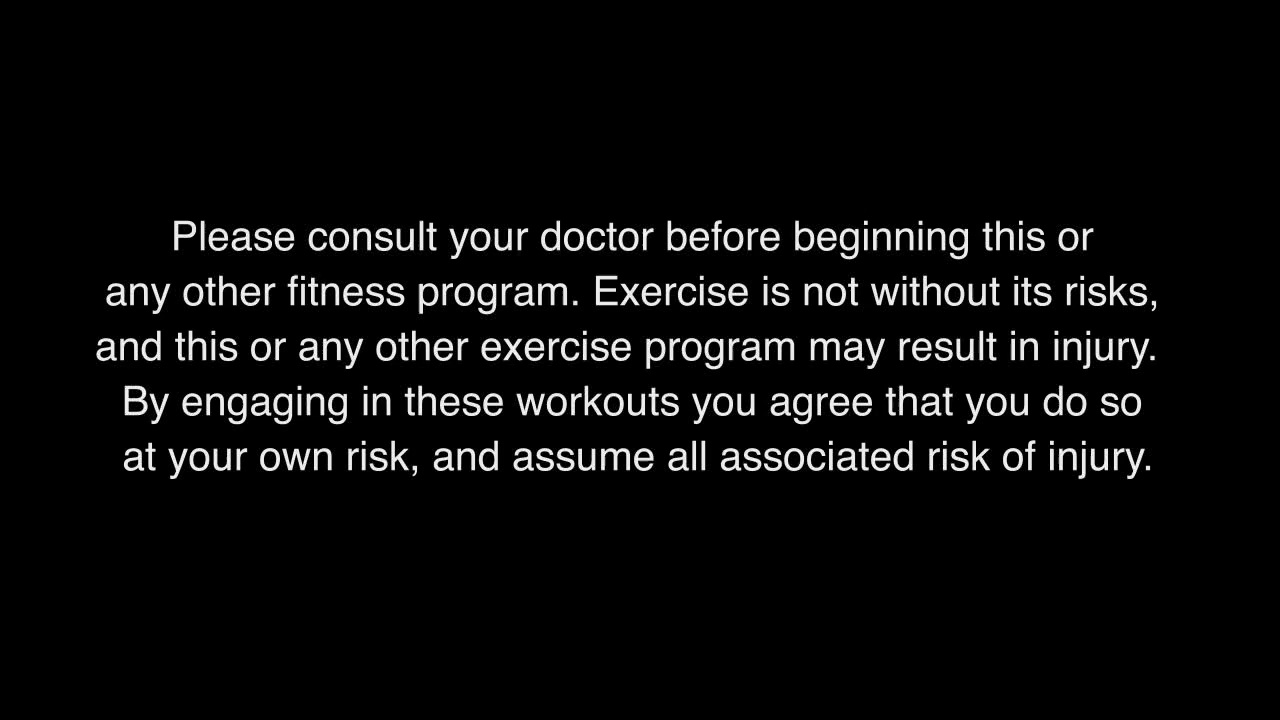 Please consult your doctor before beginning this or
any other fitness program. Exercise is not without its risks,
and this or any other exercise program may result in injury.
By engaging in these workouts you agree that you do so
at your own risk, and assume all associated risk of injury.